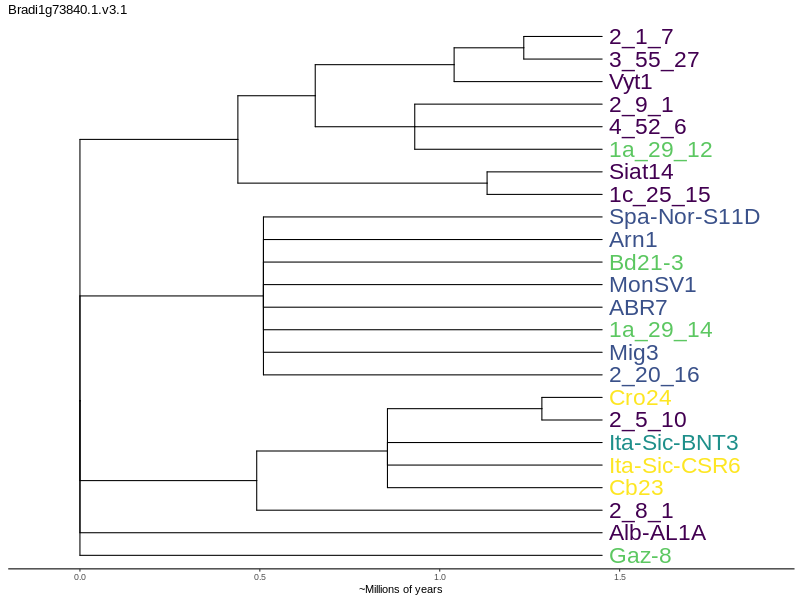 Bradi1g73840.1.v3.1
2_1_7
3_55_27
Vyt1
2_9_1
4_52_6
1a_29_12
Siat14
1c_25_15
Spa-Nor-S11D
Arn1
Bd21-3
MonSV1
ABR7
1a_29_14
Mig3
2_20_16
Cro24
2_5_10
Ita-Sic-BNT3
Ita-Sic-CSR6
Cb23
2_8_1
Alb-AL1A
Gaz-8
0.0 0.5 1.0 1.5
~Millions of years